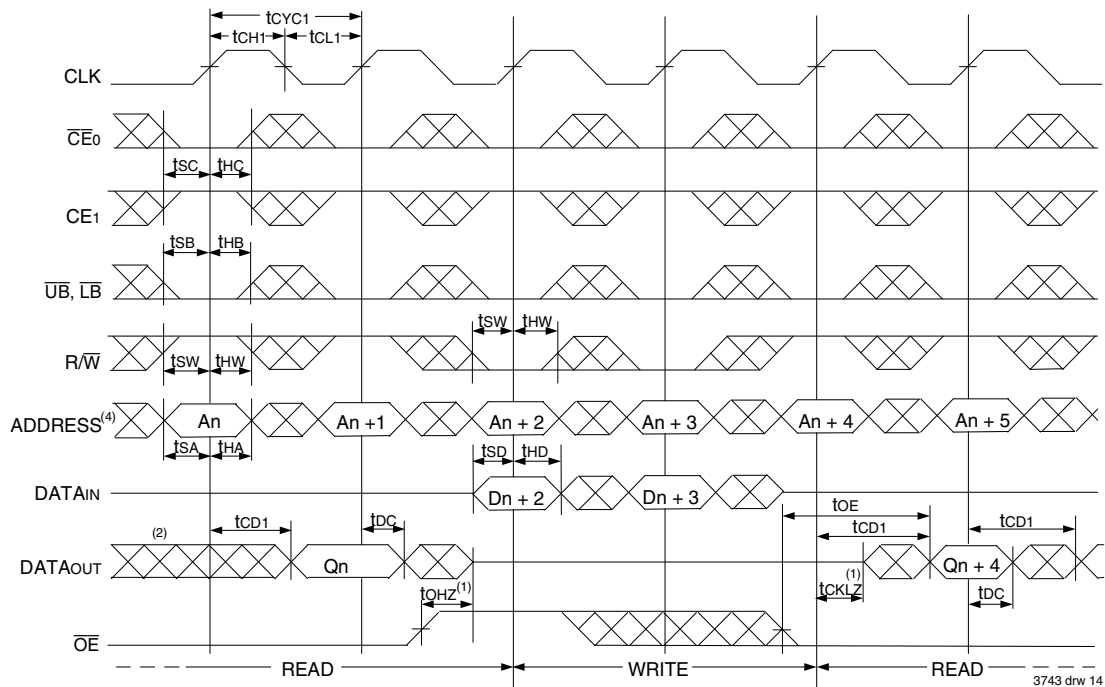 tCYC1
tCH1 tCL1
CLK
CE0
tSC tHC
CE1
tSB tHB
UB, LB
tSW tHW
R/W
tSW tHW
ADDRESS(4) An An + 1 An + 2 An + 3 An + 4 An + 5
tSA tHA tSD tHD
DATAIN Dn + 2 Dn + 3
tOE
(2) tCD1 tDC tCD1 tCD1
DATAOUT Qn Qn + 4
tOHZ(1) tCKLZ(1) tDC
OE
READ WRITE READ
3743 drw 14